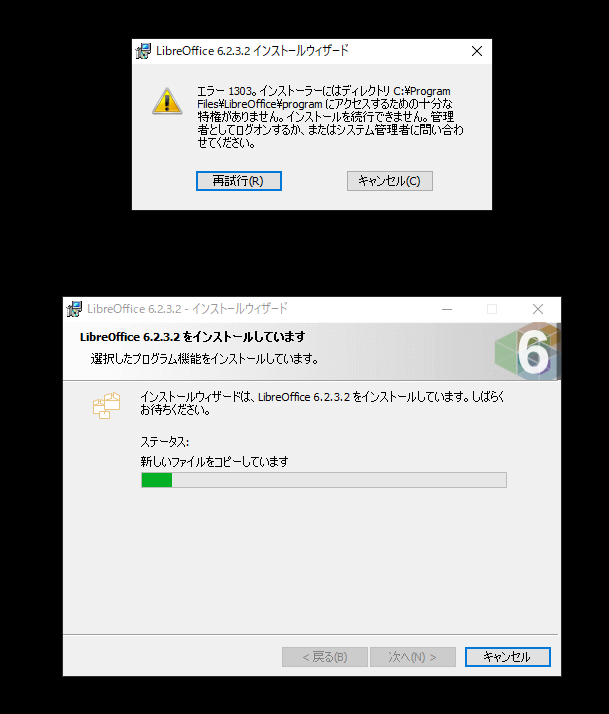 LibreOffice 6.2.3.2 インストールウィザード
エラー 1303。インストーラーにはディレクトリ C:¥Program
Files¥LibreOffice¥program にアクセスするための十分な
特権がありません。インストールを続行できません。管理
者としてログオンするか、またはシステム管理者に問い合わ
せてください。
再試行(R)
キャンセル(C)
LibreOffice 6.2.3.2 - インストールウィザード
LibreOffice 6.2.3.2 をインストールしています
選択したプログラム機能をインストールしています。
6
インストールウィザードは、LibreOffice 6.2.3.2 をインストールしています。しばらく
お待ちください。
ステータス:
新しいファイルをコピーしています
< 戻る(B)
次へ(N) >
キャンセル